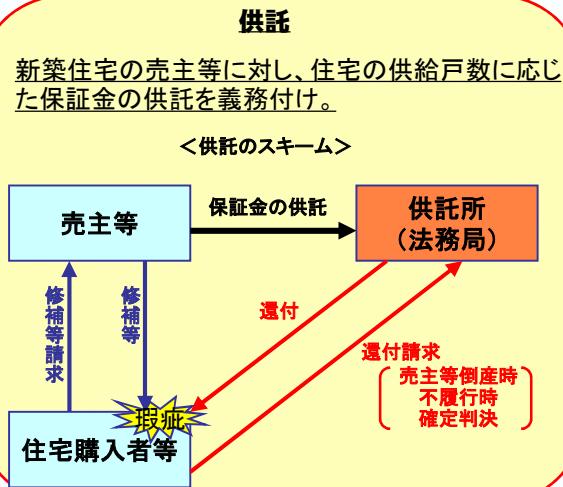 供託
新築住宅の売主等に対し、住宅の供給戸数に応じ
た保証金の供託を義務付け。
＜供託のスキーム＞
売主等
保証金の供託
供託所
（法務局）
修補等請求
修補等
還付
還付請求
売主等倒産時
不履行時
確定判決
瑕疵
住宅購入者等